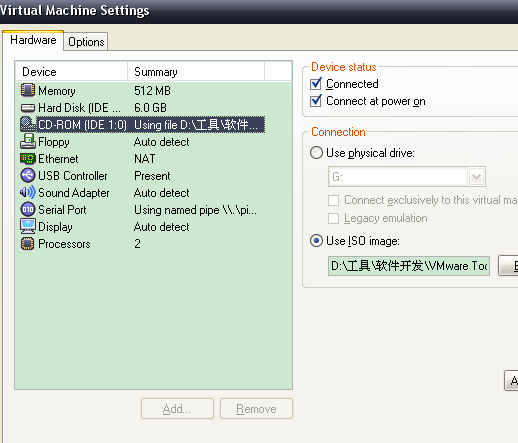 Virtual Machine Settings
Hardware
Options
Device Summary
Memory 512 MB
Hard Disk (IDE ... 6.0 GB
CD-ROM (IDE 1:0) Using file D:\工具\软件...
Floppy Auto detect
Ethernet NAT
USB Controller Present
Sound Adapter Auto detect
Serial Port Using named pipe \\.\pi...
Display Auto detect
Processors 2
Add...
Remove
Device status
Connected
Connect at power on
Connection
Use physical drive:
G:
Connect exclusively to this virtual ma
Legacy emulation
Use ISO image:
D:\工具\软件开发\VMware Too
A